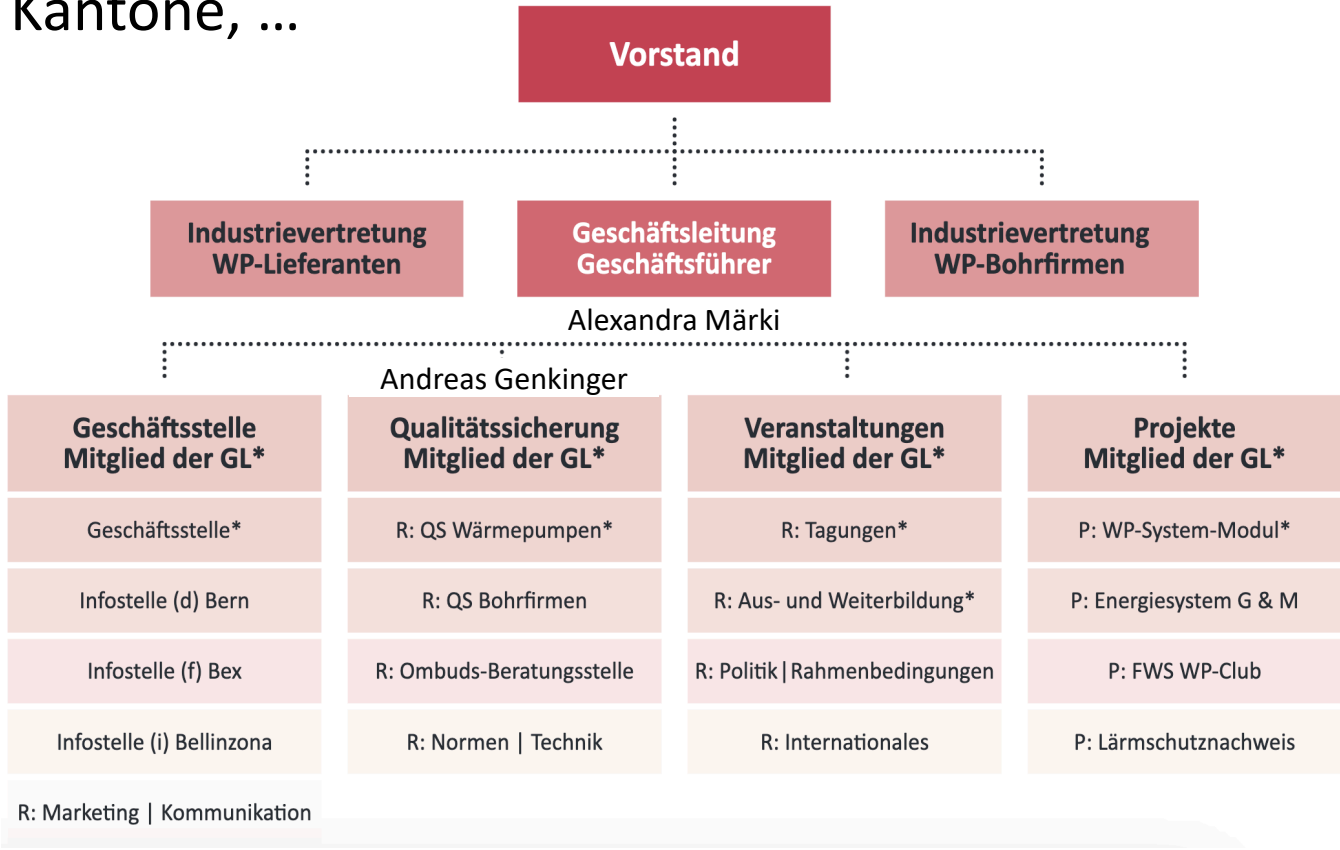 Kantone, ...
Vorstand
Industrievertretung
WP-Lieferanten
Geschäftsleitung
Geschäftsführer
Industrievertretung
WP-Bohrfirmen
Alexandra Märki
Andreas Genkinger
Geschäftsstelle
Mitglied der GL*
Geschäftsstelle*
Infostelle (d) Bern
Infostelle (f) Bex
Infostelle (i) Bellinzona
R: Marketing | Kommunikation
Qualitätssicherung
Mitglied der GL*
R: QS Wärmepumpen*
R: QS Bohrfirmen
R: Ombuds-Beratungsstelle
R: Normen | Technik
Veranstaltungen
Mitglied der GL*
R: Tagungen*
R: Aus- und Weiterbildung*
R: Politik|Rahmenbedingungen
R: Internationales
Projekte
Mitglied der GL*
P: WP-System-Modul*
P: Energiesystem G & M
P: FWS WP-Club
P: Lärmschutznachweis